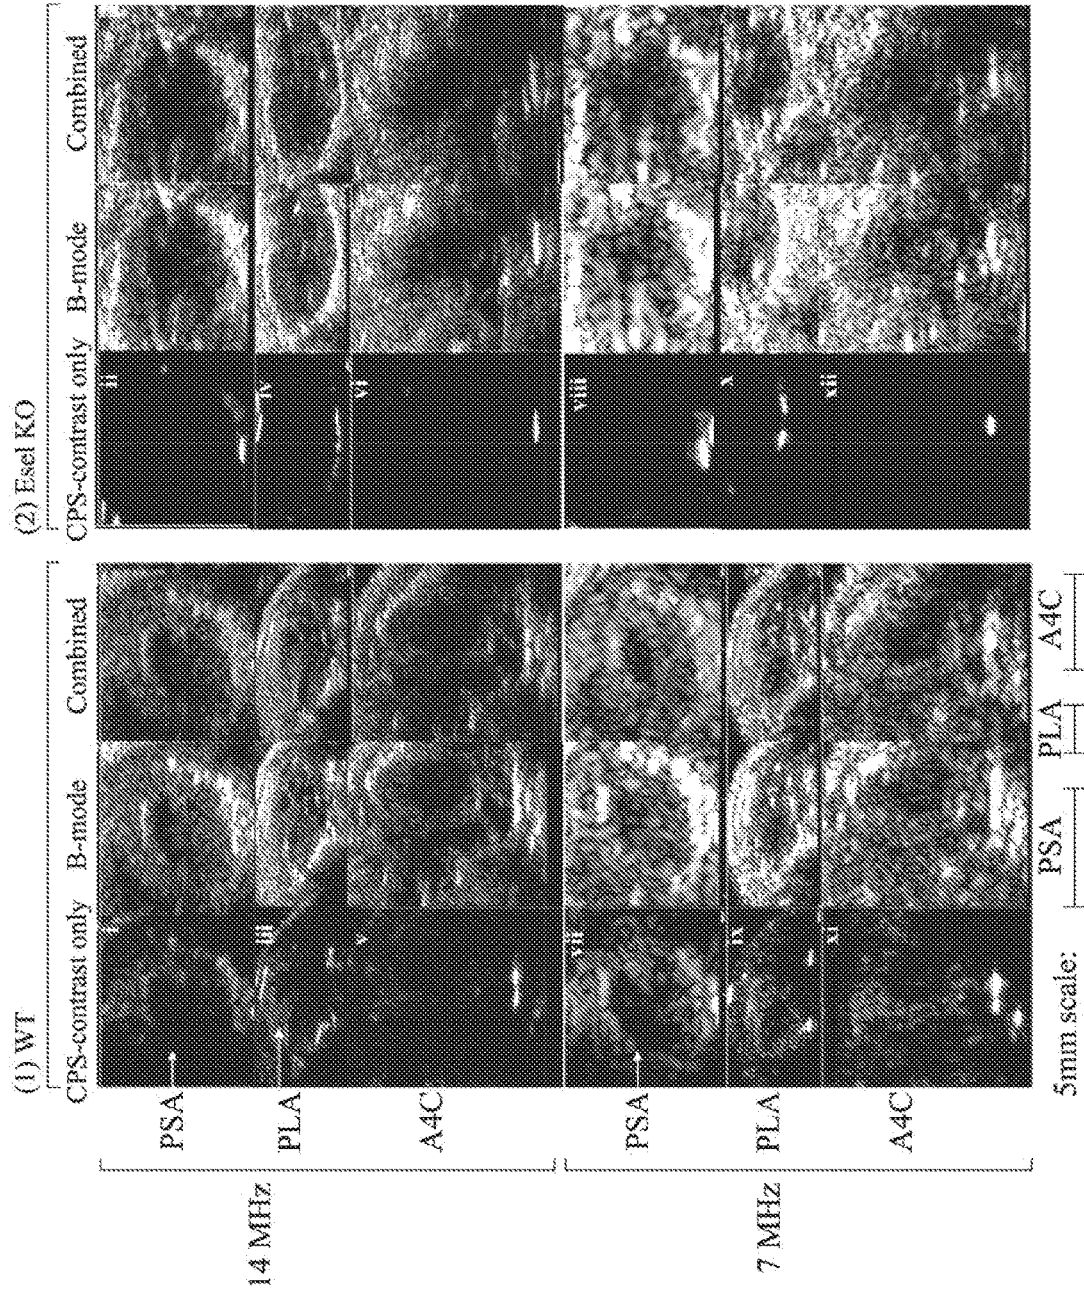 (1) WT
(2) Esel KO
CPS-contrast only B-mode Combined
CPS-contrast only B-mode Combined
14 MHz
PSA
i
ii
PLA
iii
iv
A4C
v
vi
7 MHz
PSA
vii
viii
PLA
ix
x
A4C
xi
xii
5mm scale:
PSA
PLA
A4C